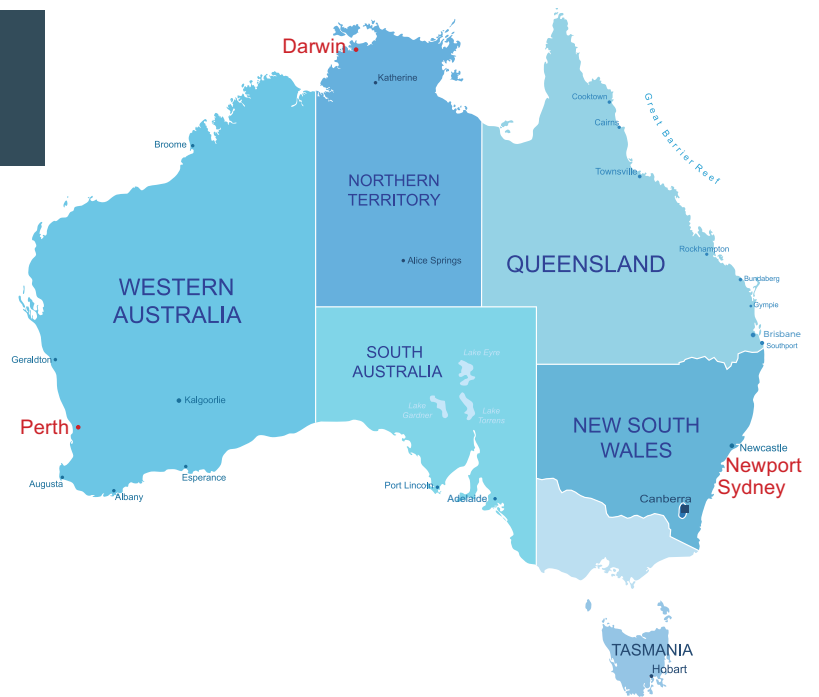 Darwin
Katherine
Cooktown
Great Barrier Reef
Cairns
Broome
Townsville
NORTHERN
TERRITORY
Rockhampton
Alice Springs
QUEENSLAND
Bundaberg
WESTERN
AUSTRALIA
Gympie
Brisbane
Southport
SOUTH
AUSTRALIA
Lake Eyre
Geraldton
Kalgoorlie
Lake
Gardner
Lake
Torrens
Perth
NEW SOUTH
WALES
Newcastle
Newport
Sydney
Augusta
Albany
Esperance
Port Lincoln
Adelaide
Canberra
TASMANIA
Hobart